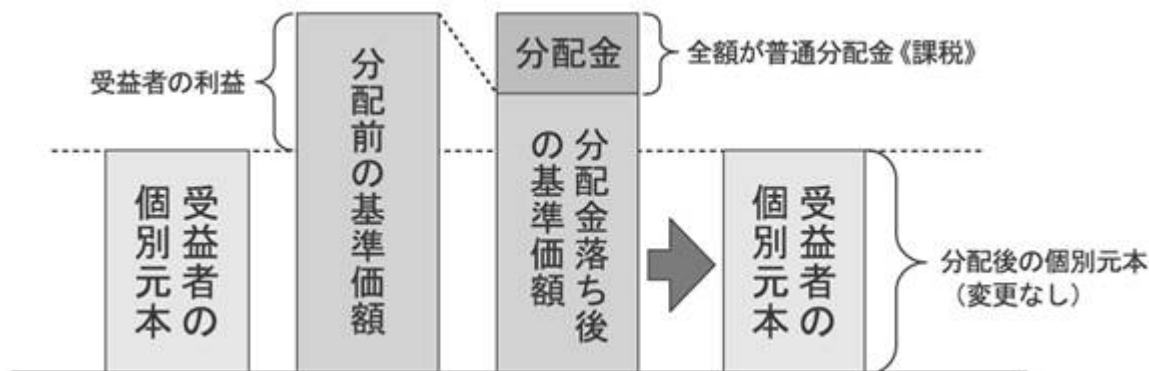 受益者の利益
受益者の
個別元本
分配前の基準価額
分配金
全額が普通分配金《課税》
分配金落ち後
の基準価額
受益者の
個別元本
分配後の個別元本
（変更なし）